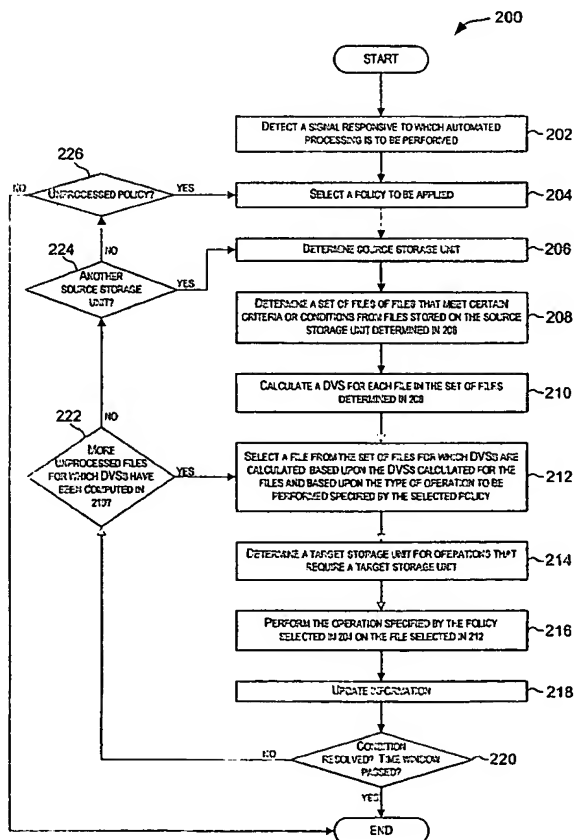 200
START
DETECT A SIGNAL RESPONSIVE TO WHICH AUTOMATED
PROCESSING IS TO BE PERFORMED
202
226
NO
UNPROCESSED POLICY?
YES
SELECT A POLICY TO BE APPLIED
204
224
NO
ANOTHER
SOURCE STORAGE
UNIT?
YES
DETERMINE SOURCE STORAGE UNIT
206
DETERMINE A SET OF FILES OF FILES THAT MEET CERTAIN
CRITERIA OR CONDITIONS FROM FILES STORED ON THE SOURCE
STORAGE UNIT DETERMINED IN 206
208
CALCULATE A DVS FOR EACH FILE IN THE SET OF FILES
DETERMINED IN 208
210
222
NO
MORE
UNPROCESSED FILES
FOR WHICH DVSS HAVE
BEEN COMPUTED IN
210?
YES
SELECT A FILE FROM THE SET OF FILES FOR WHICH DVSS ARE
CALCULATED BASED UPON THE DVSS CALCULATED FOR THE
FILES AND BASED UPON THE TYPE OF OPERATION TO BE
PERFORMED SPECIFIED BY THE SELECTED POLICY
212
DETERMINE A TARGET STORAGE UNIT FOR OPERATIONS THAT
REQUIRE A TARGET STORAGE UNIT
214
PERFORM THE OPERATION SPECIFIED BY THE POLICY
SELECTED IN 204 ON THE FILE SELECTED IN 212
216
UPDATE INFORMATION
218
NO
CONDITION
RESOLVED? TIME WINDOW
PASSED?
220
YES
END